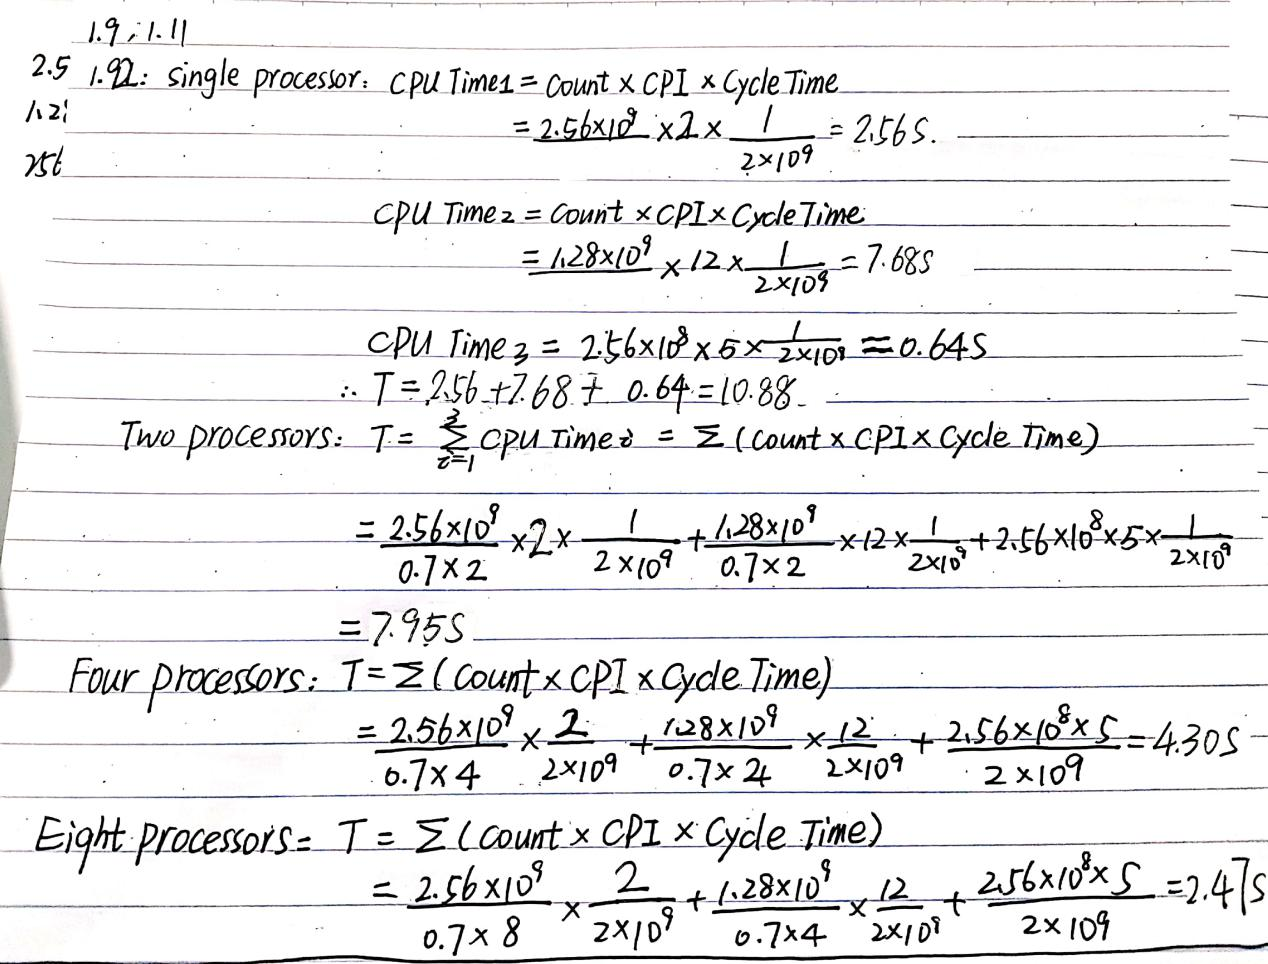 1.9, 1.11
2.5 1.92: single processor: CPU Time1 = Count × CPI × Cycle Time
1.2i
= 2.56×10⁹ × 2 × 1/(2×10⁹) = 2.56 s.
256
CPU Time 2 = Count × CPI × Cycle Time
= 1.28×10⁹ × 12 × 1/(2×10⁹) = 7.68s
CPU Time 3 = 2.56×10⁸ × 5 × 1/(2×10⁹) = 0.64s
∴ T = 2.56 + 7.68 + 0.64 = 10.88
Two processors: T = Σ³ᵢ₌₁ CPU Time i = Σ (Count × CPI × Cycle Time)
= 2.56×10⁹/(0.7×2) × 2 × 1/(2×10⁹) + 1.28×10⁹/(0.7×2) × 12 × 1/(2×10⁹) + 2.56×10⁸×5× 1/(2×10⁹)
= 7.95s
Four processors: T = Σ (Count × CPI × Cycle Time)
= 2.56×10⁹/(0.7×4) × 2/(2×10⁹) + 1.28×10⁹/(0.7×4) × 12/(2×10⁹) + 2.56×10⁸×5/(2×10⁹) = 4.30s
Eight processors = T = Σ (Count × CPI × Cycle Time)
= 2.56×10⁹/(0.7×8) × 2/(2×10⁹) + 1.28×10⁹/(0.7×4) × 12/(2×10⁹) + 2.56×10⁸×5/(2×10⁹) = 2.47s